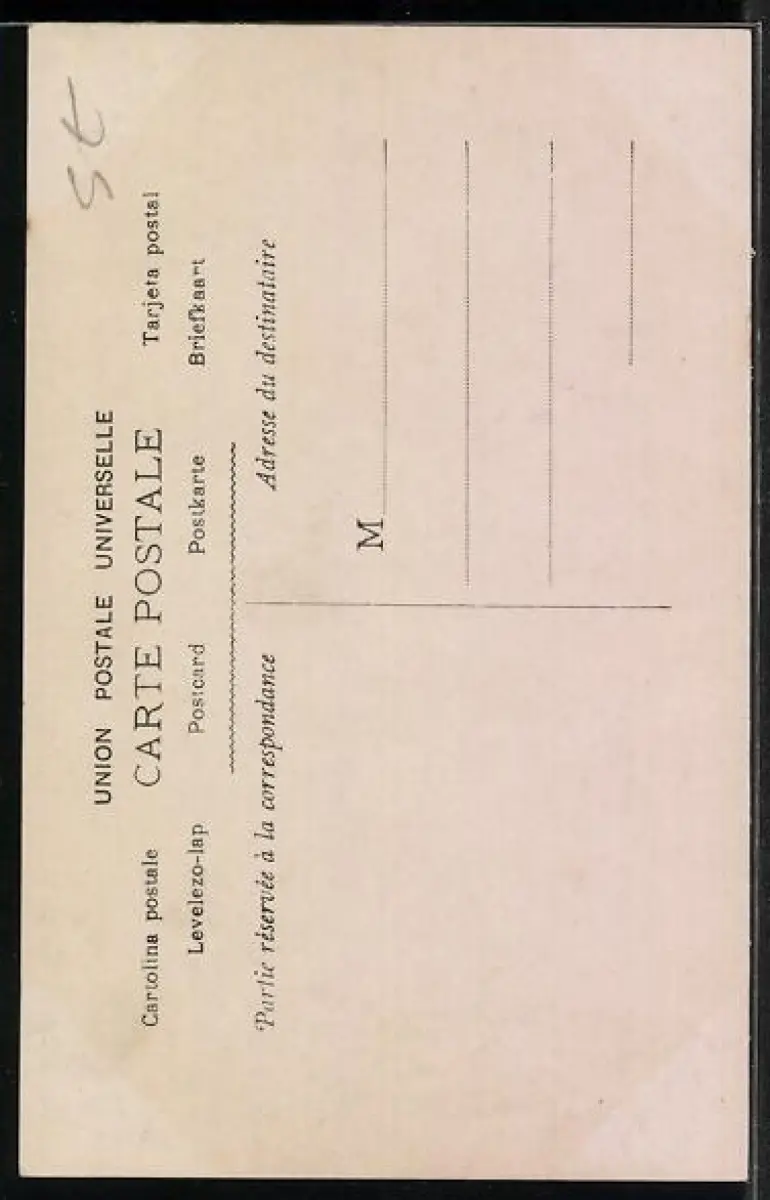 UNION POSTALE UNIVERSELLE
Cartolina postale CARTE POSTALE Tarjeta postal
Levelezo-lap Postcard Postkarte Briefkaart
Partie réservée à la correspondance Adresse du destinataire
M